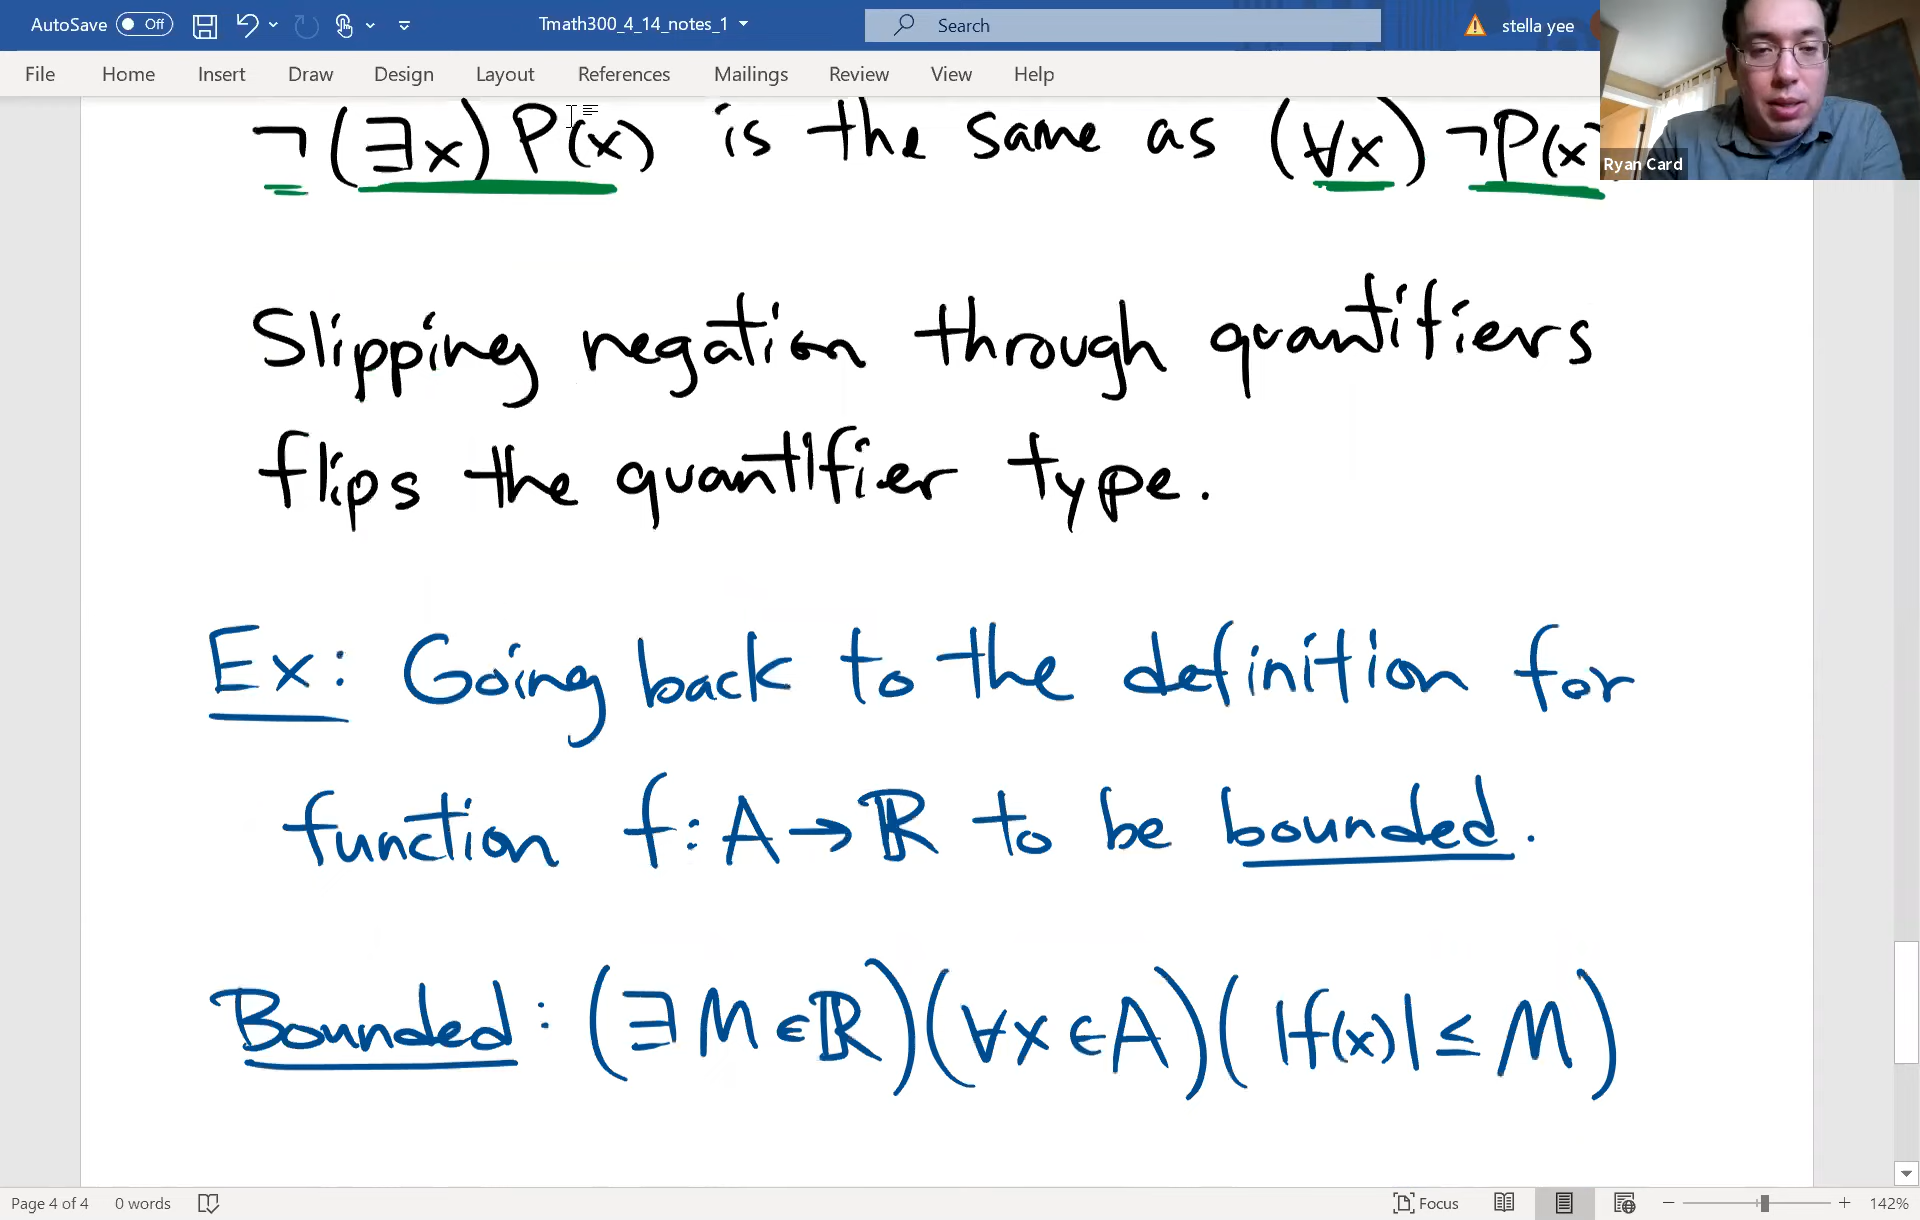 AutoSave Off Tmath300_4_14_notes_1 Search stella yee
File Home Insert Draw Design Layout References Mailings Review View Help
¬(∃x) P(x) is the same as (∀x) ¬P(x
Ryan Card
Slipping negation through quantifiers
flips the quantifier type.
Ex: Going back to the definition for
function f: A → ℝ to be bounded.
Bounded: (∃ M ∈ ℝ)(∀x ∈ A)( |f(x)| ≤ M)
Page 4 of 4 0 words Focus 142%